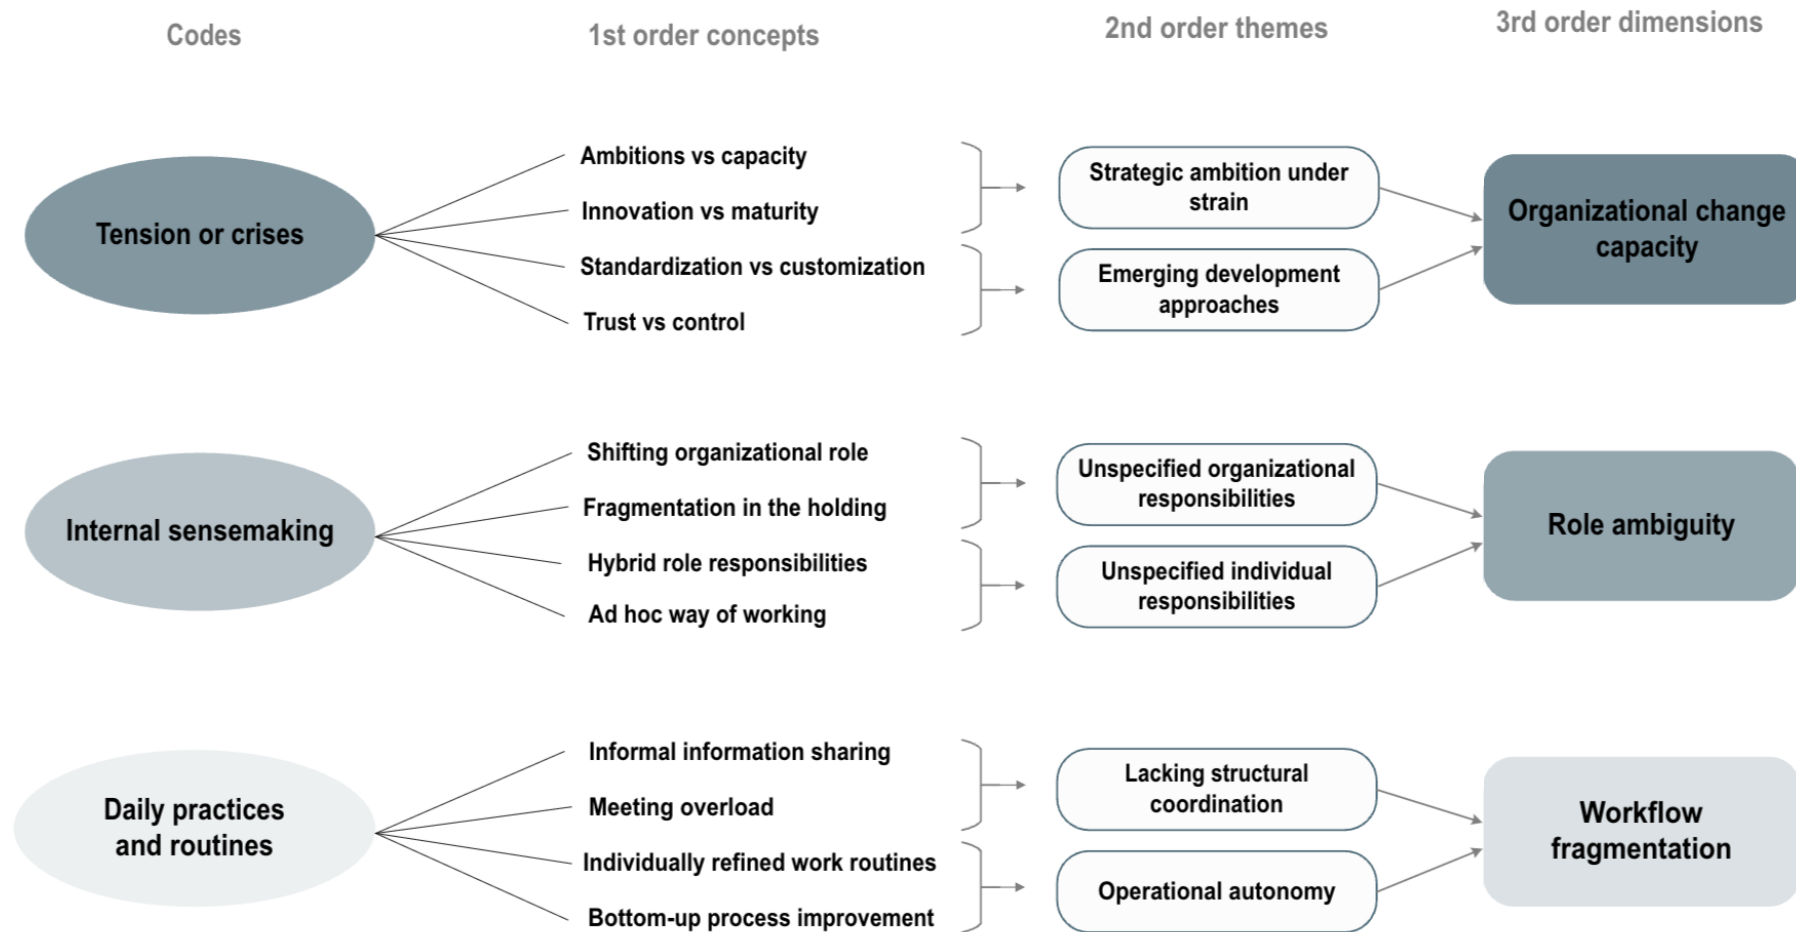 Codes
1st order concepts
2nd order themes
3rd order dimensions
Tension or crises
Ambitions vs capacity
Innovation vs maturity
Standardization vs customization
Trust vs control
Strategic ambition under
strain
Emerging development
approaches
Organizational change
capacity
Internal sensemaking
Shifting organizational role
Fragmentation in the holding
Hybrid role responsibilities
Ad hoc way of working
Unspecified organizational
responsibilities
Unspecified individual
responsibilities
Role ambiguity
Daily practices
and routines
Informal information sharing
Meeting overload
Individually refined work routines
Bottom-up process improvement
Lacking structural
coordination
Operational autonomy
Workflow
fragmentation